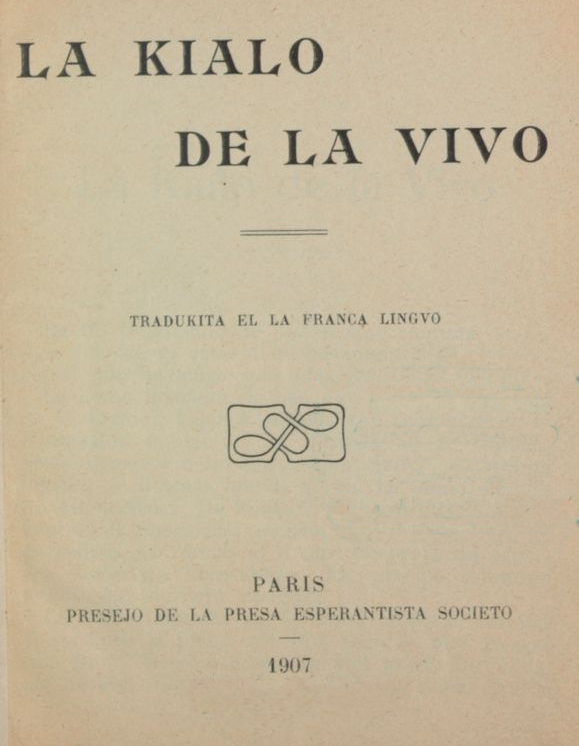 LA KIALO
DE LA VIVO
TRADUKITA EL LA FRANCA LINGVO
PARIS
PRESEJO DE LA PRESA ESPERANTISTA SOCIETO
1907